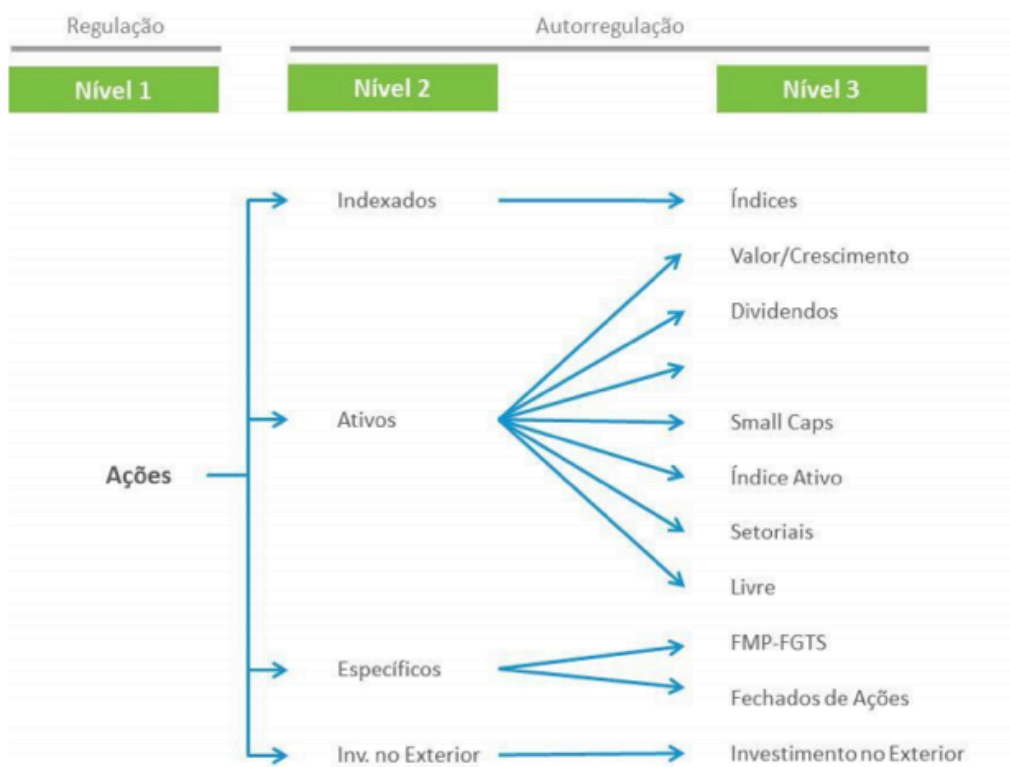 Regulação
Autorregulação
Nível 1
Nível 2
Nível 3
Indexados
Índices
Valor/Crescimento
Dividendos
Ativos
Small Caps
Ações
Índice Ativo
Setoriais
Livre
FMP-FGTS
Específicos
Fechados de Ações
Inv. no Exterior
Investimento no Exterior